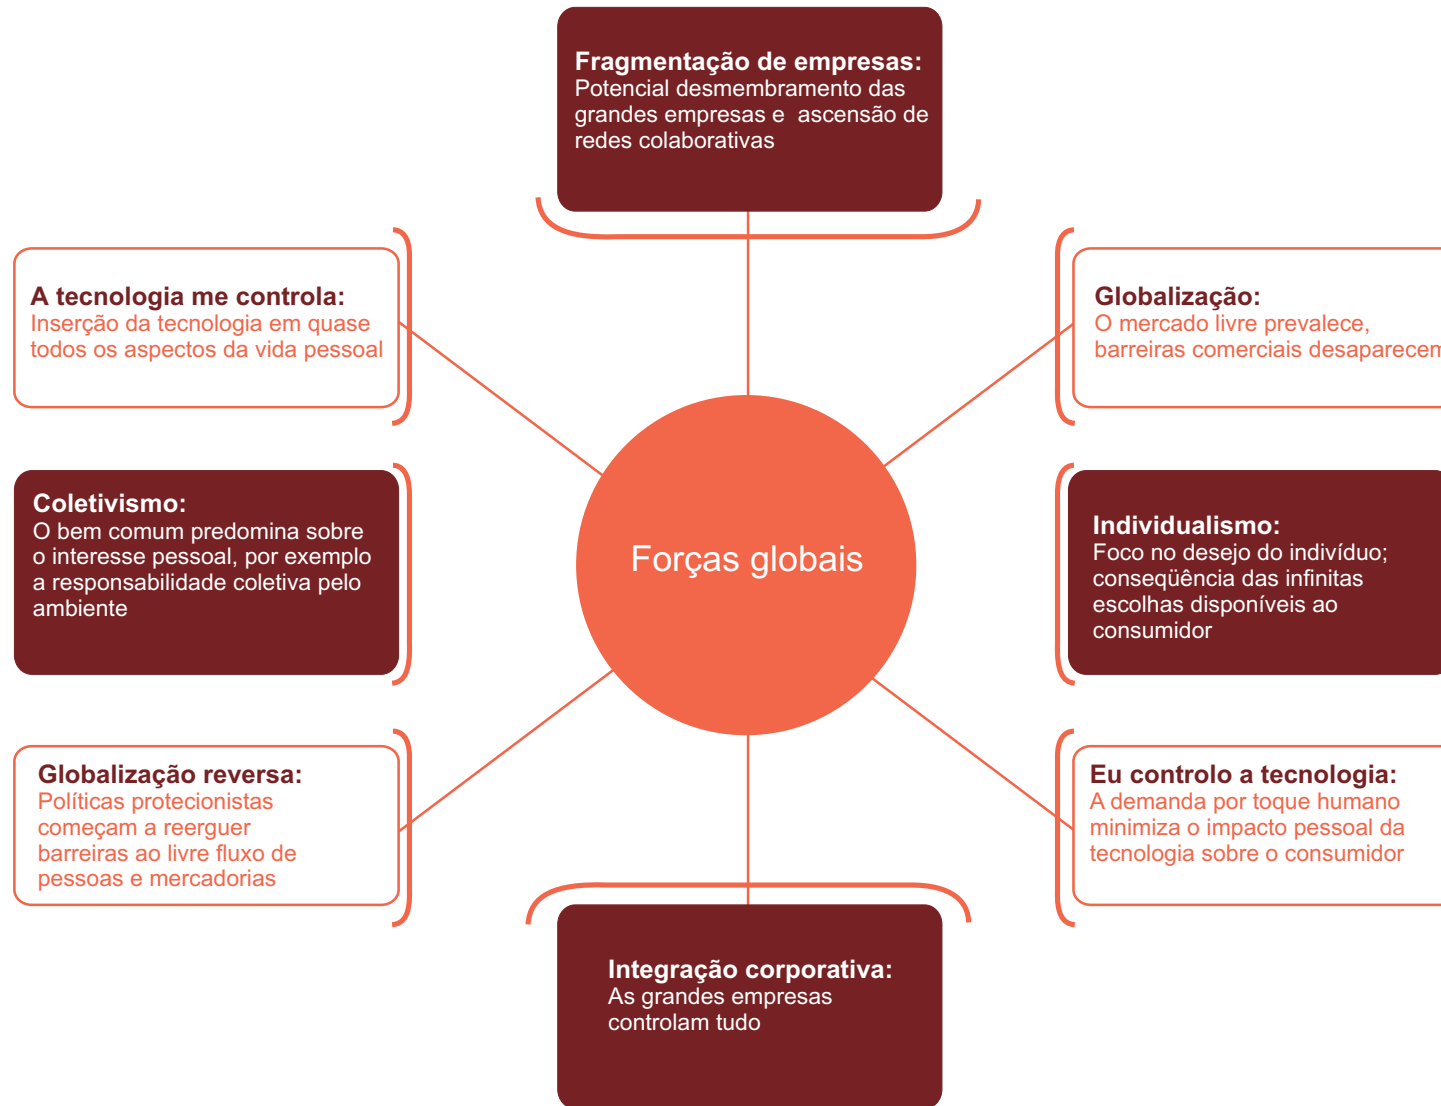 Fragmentação de empresas:
Potencial desmembramento das
grandes empresas e  ascensão de
redes colaborativas
A tecnologia me controla:
Inserção da tecnologia em quase
todos os aspectos da vida pessoal
Globalização:
O mercado livre prevalece,
barreiras comerciais desaparecem
Coletivismo:
O bem comum predomina sobre
o interesse pessoal, por exemplo
a responsabilidade coletiva pelo
ambiente
Forças globais
Individualismo:
Foco no desejo do indivíduo;
conseqüência das infinitas
escolhas disponíveis ao
consumidor
Globalização reversa:
Políticas protecionistas
começam a reerguer
barreiras ao livre fluxo de
pessoas e mercadorias
Eu controlo a tecnologia:
A demanda por toque humano
minimiza o impacto pessoal da
tecnologia sobre o consumidor
Integração corporativa:
As grandes empresas
controlam tudo